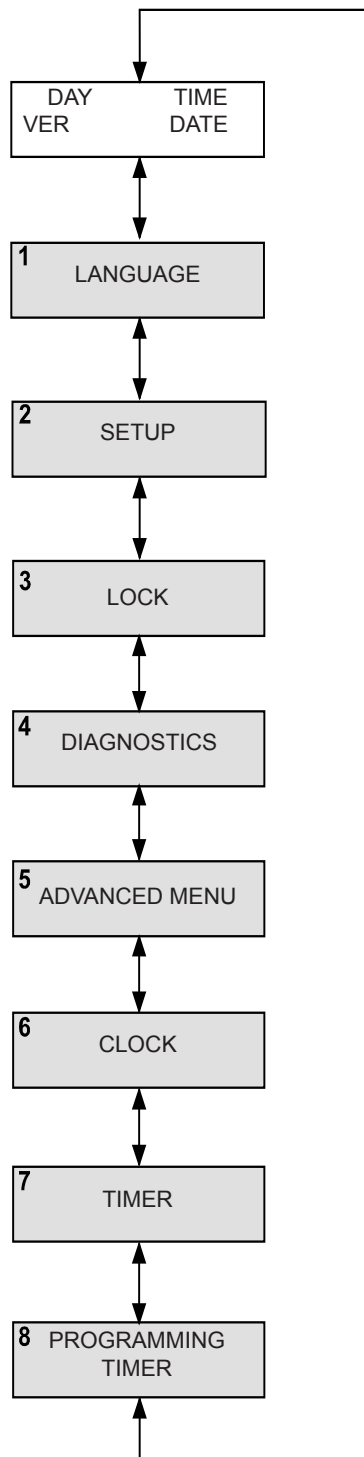 DAY TIME
VER DATE
1
LANGUAGE
2
SETUP
3
LOCK
4
DIAGNOSTICS
5
ADVANCED MENU
6
CLOCK
7
TIMER
8 PROGRAMMING
TIMER